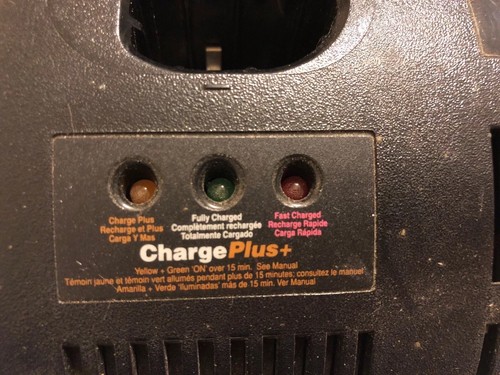 Charge Plus
Recharge et Plus
Carga Y Mas
Fully Charged
Complètement rechargée
Totalmente Cargado
Fast Charged
Recharge Rapide
Carga Rápida
ChargePlus+
Yellow + Green 'ON' over 15 min. See Manual
Témoin jaune et témoin vert allumés pendant plus de 15 minutes; consultez le manuel
Amarilla + Verde 'Iluminadas' más de 15 min. Ver Manual